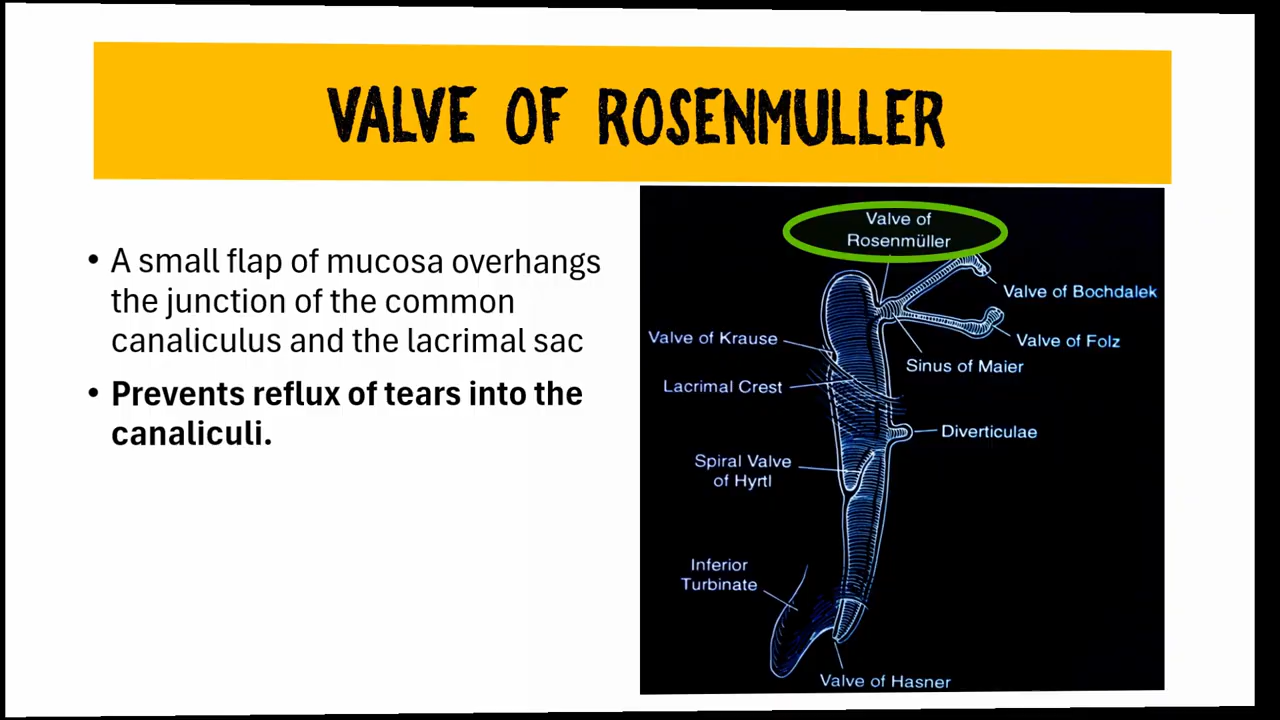 VALVE OF ROSENMULLER
• A small flap of mucosa overhangs
the junction of the common
canaliculus and the lacrimal sac
• Prevents reflux of tears into the
canaliculi.
Valve of
Rosenmüller
Valve of Bochdalek
Valve of Krause
Valve of Folz
Sinus of Maier
Lacrimal Crest
Diverticulae
Spiral Valve
of Hyrtl
Inferior
Turbinate
Valve of Hasner